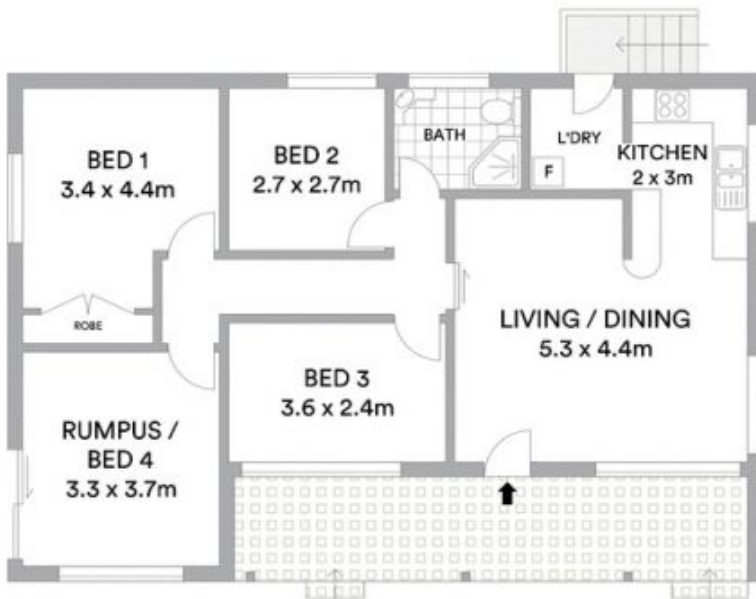 BED 1
3.4 x 4.4m
BED 2
2.7 x 2.7m
BATH
L'DRY
F
KITCHEN
2 x 3m
ROBE
LIVING / DINING
5.3 x 4.4m
BED 3
3.6 x 2.4m
RUMPUS /
BED 4
3.3 x 3.7m